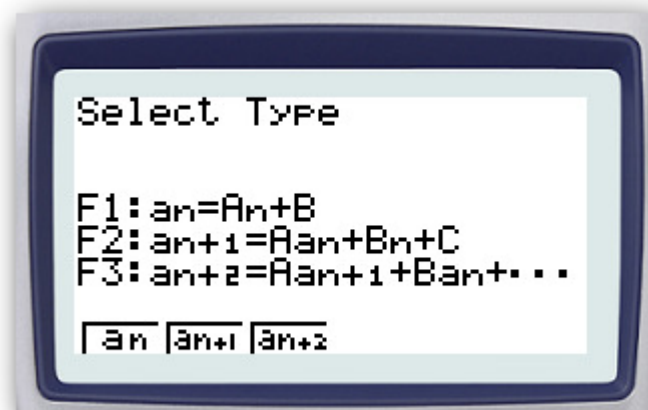 Select Type
F1:an=An+B
F2:an+1=Aan+Bn+C
F3:an+2=Aan+1+Ban+···
an an+1 an+2